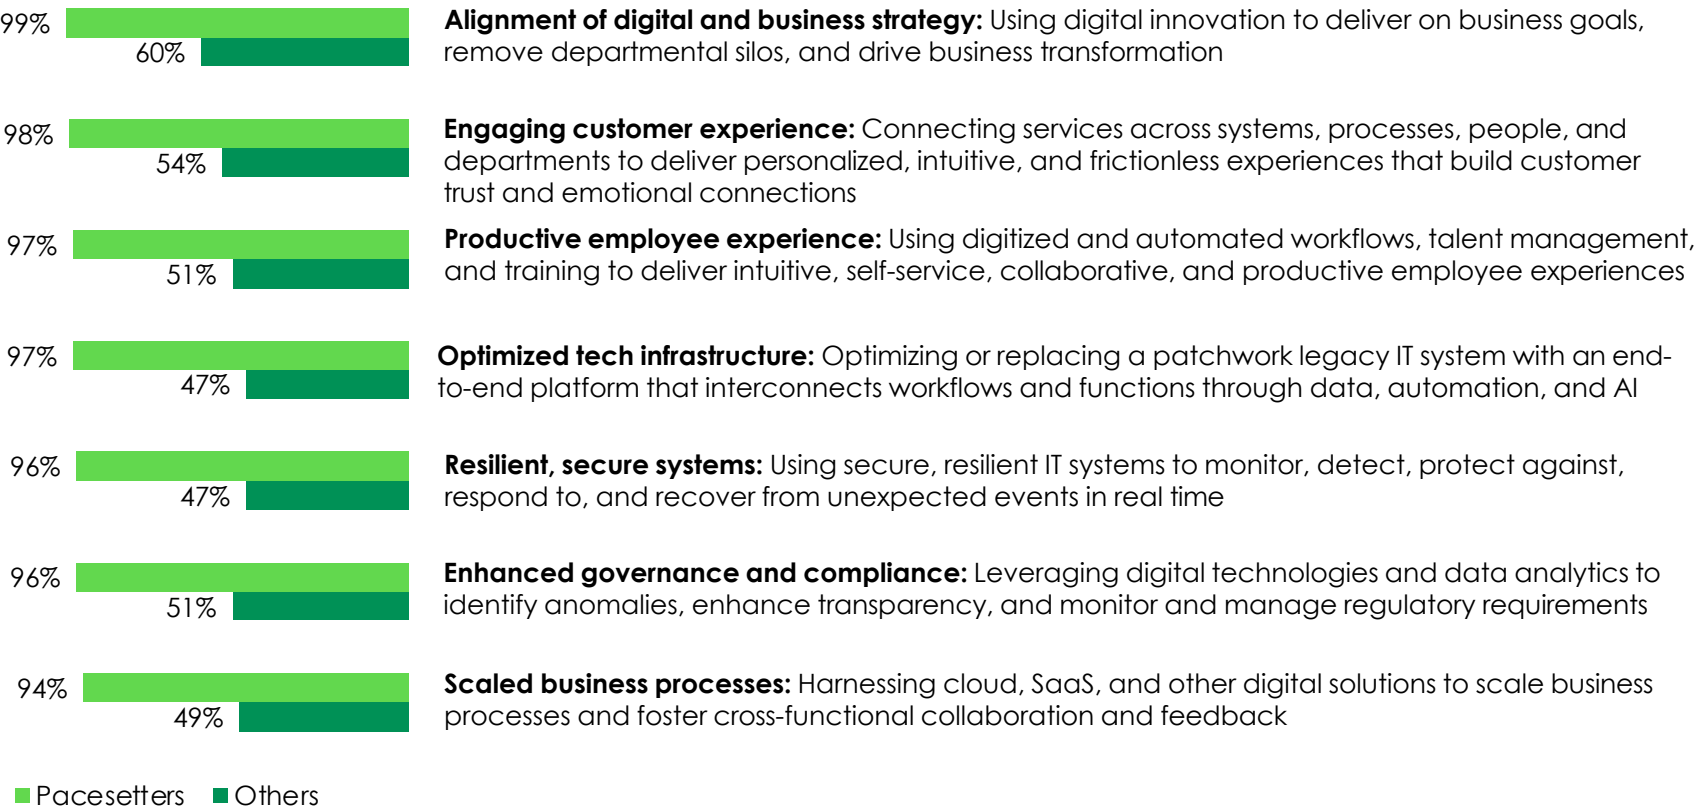 99%
60%
Alignment of digital and business strategy: Using digital innovation to deliver on business goals,
remove departmental silos, and drive business transformation
98%
54%
Engaging customer experience: Connecting services across systems, processes, people, and
departments to deliver personalized, intuitive, and frictionless experiences that build customer
trust and emotional connections
97%
51%
Productive employee experience: Using digitized and automated workflows, talent management,
and training to deliver intuitive, self-service, collaborative, and productive employee experiences
97%
47%
Optimized tech infrastructure: Optimizing or replacing a patchwork legacy IT system with an end-
to-end platform that interconnects workflows and functions through data, automation, and AI
96%
47%
Resilient, secure systems: Using secure, resilient IT systems to monitor, detect, protect against,
respond to, and recover from unexpected events in real time
96%
51%
Enhanced governance and compliance: Leveraging digital technologies and data analytics to
identify anomalies, enhance transparency, and monitor and manage regulatory requirements
94%
49%
Scaled business processes: Harnessing cloud, SaaS, and other digital solutions to scale business
processes and foster cross-functional collaboration and feedback
Pacesetters Others